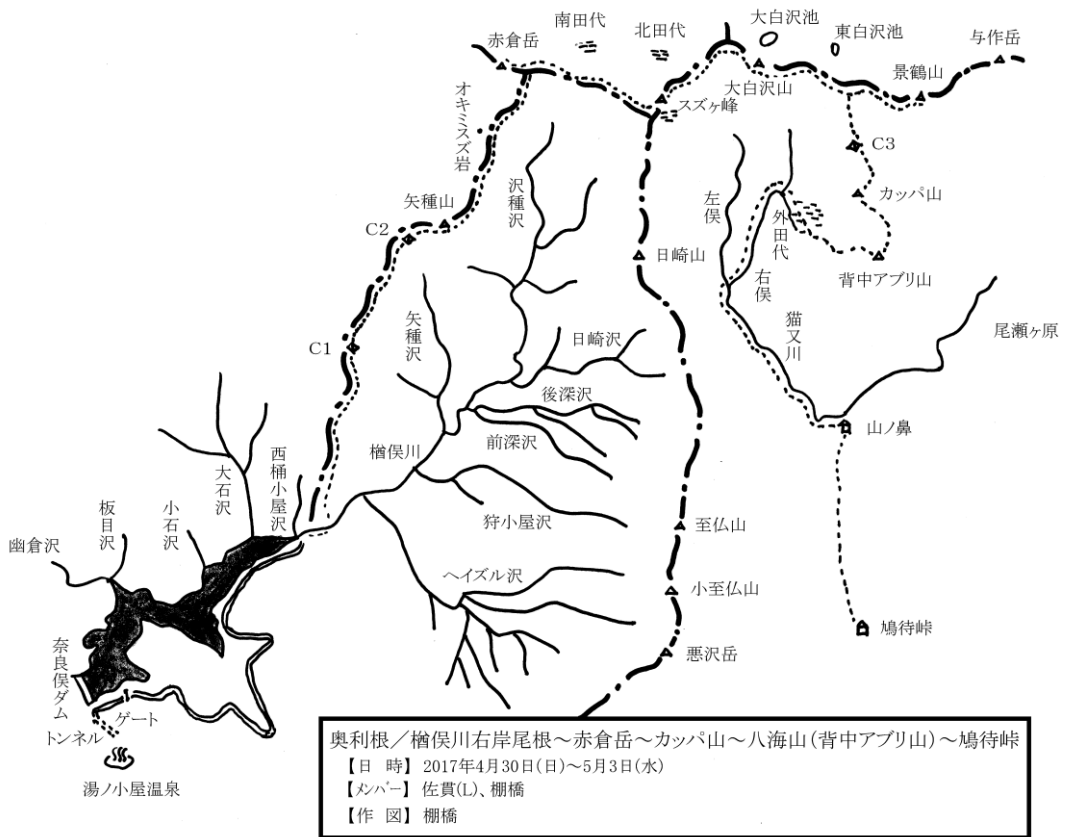 南田代
北田代
大白沢池
東白沢池
与作岳
赤倉岳
景鶴山
大白沢山
スズヶ峰
オキミスズ岩
C3
沢種沢
カッパ山
左俣
矢種山
C2
外田代
日崎山
背中アブリ山
右俣
猫又川
尾瀬ヶ原
矢種沢
日崎沢
C1
後深沢
山ノ鼻
前深沢
楢俣川
西桶小屋沢
大石沢
小石沢
板目沢
狩小屋沢
至仏山
幽倉沢
ヘイズル沢
小至仏山
鳩待峠
悪沢岳
奈良俣ダム
ゲート
トンネル
湯ノ小屋温泉
奥利根／楢俣川右岸尾根～赤倉岳～カッパ山～八海山(背中アブリ山)～鳩待峠
【日 時】 2017年4月30日(日)～5月3日(水)
【メンバー】 佐貫(L)、棚橋
【作 図】 棚橋